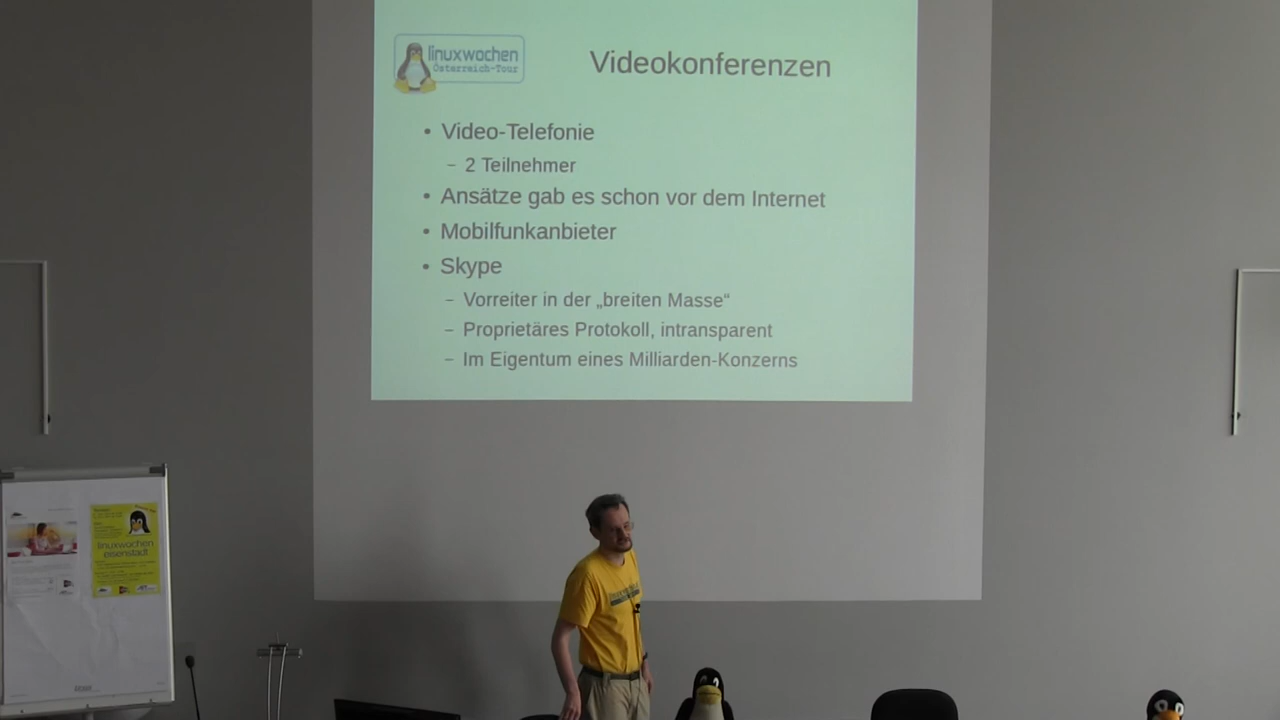 linuxwochen
Österreich-Tour
Videokonferenzen
• Video-Telefonie
– 2 Teilnehmer
• Ansätze gab es schon vor dem Internet
• Mobilfunkanbieter
• Skype
– Vorreiter in der „breiten Masse“
– Proprietäres Protokoll, intransparent
– Im Eigentum eines Milliarden-Konzerns
linuxwochen
eisenstadt